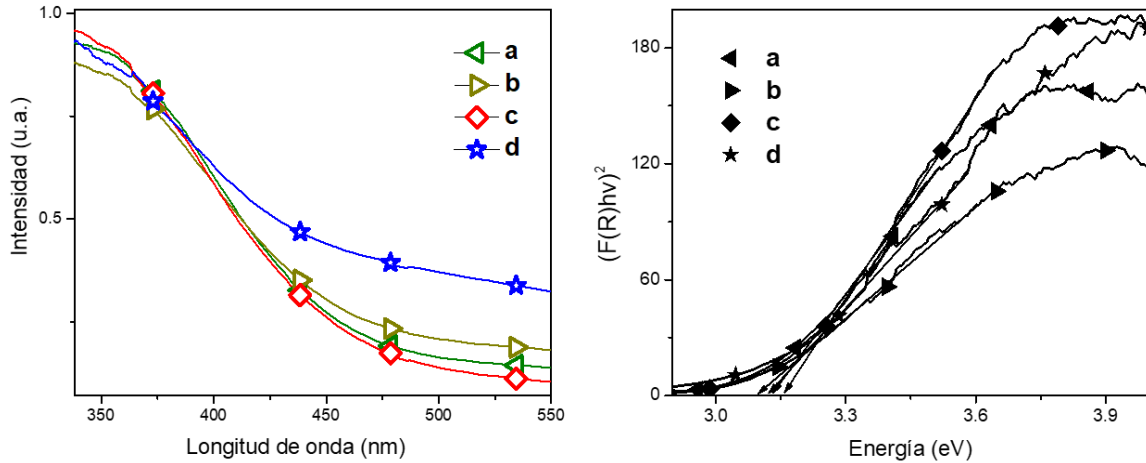 1.0
0.5
Intensidad (u.a.)
a
b
c
d
350 400 450 500 550
Longitud de onda (nm)
180
120
60
0
(F(R)hν)²
a
b
c
d
3.0 3.3 3.6 3.9
Energía (eV)